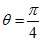 θ = π/4